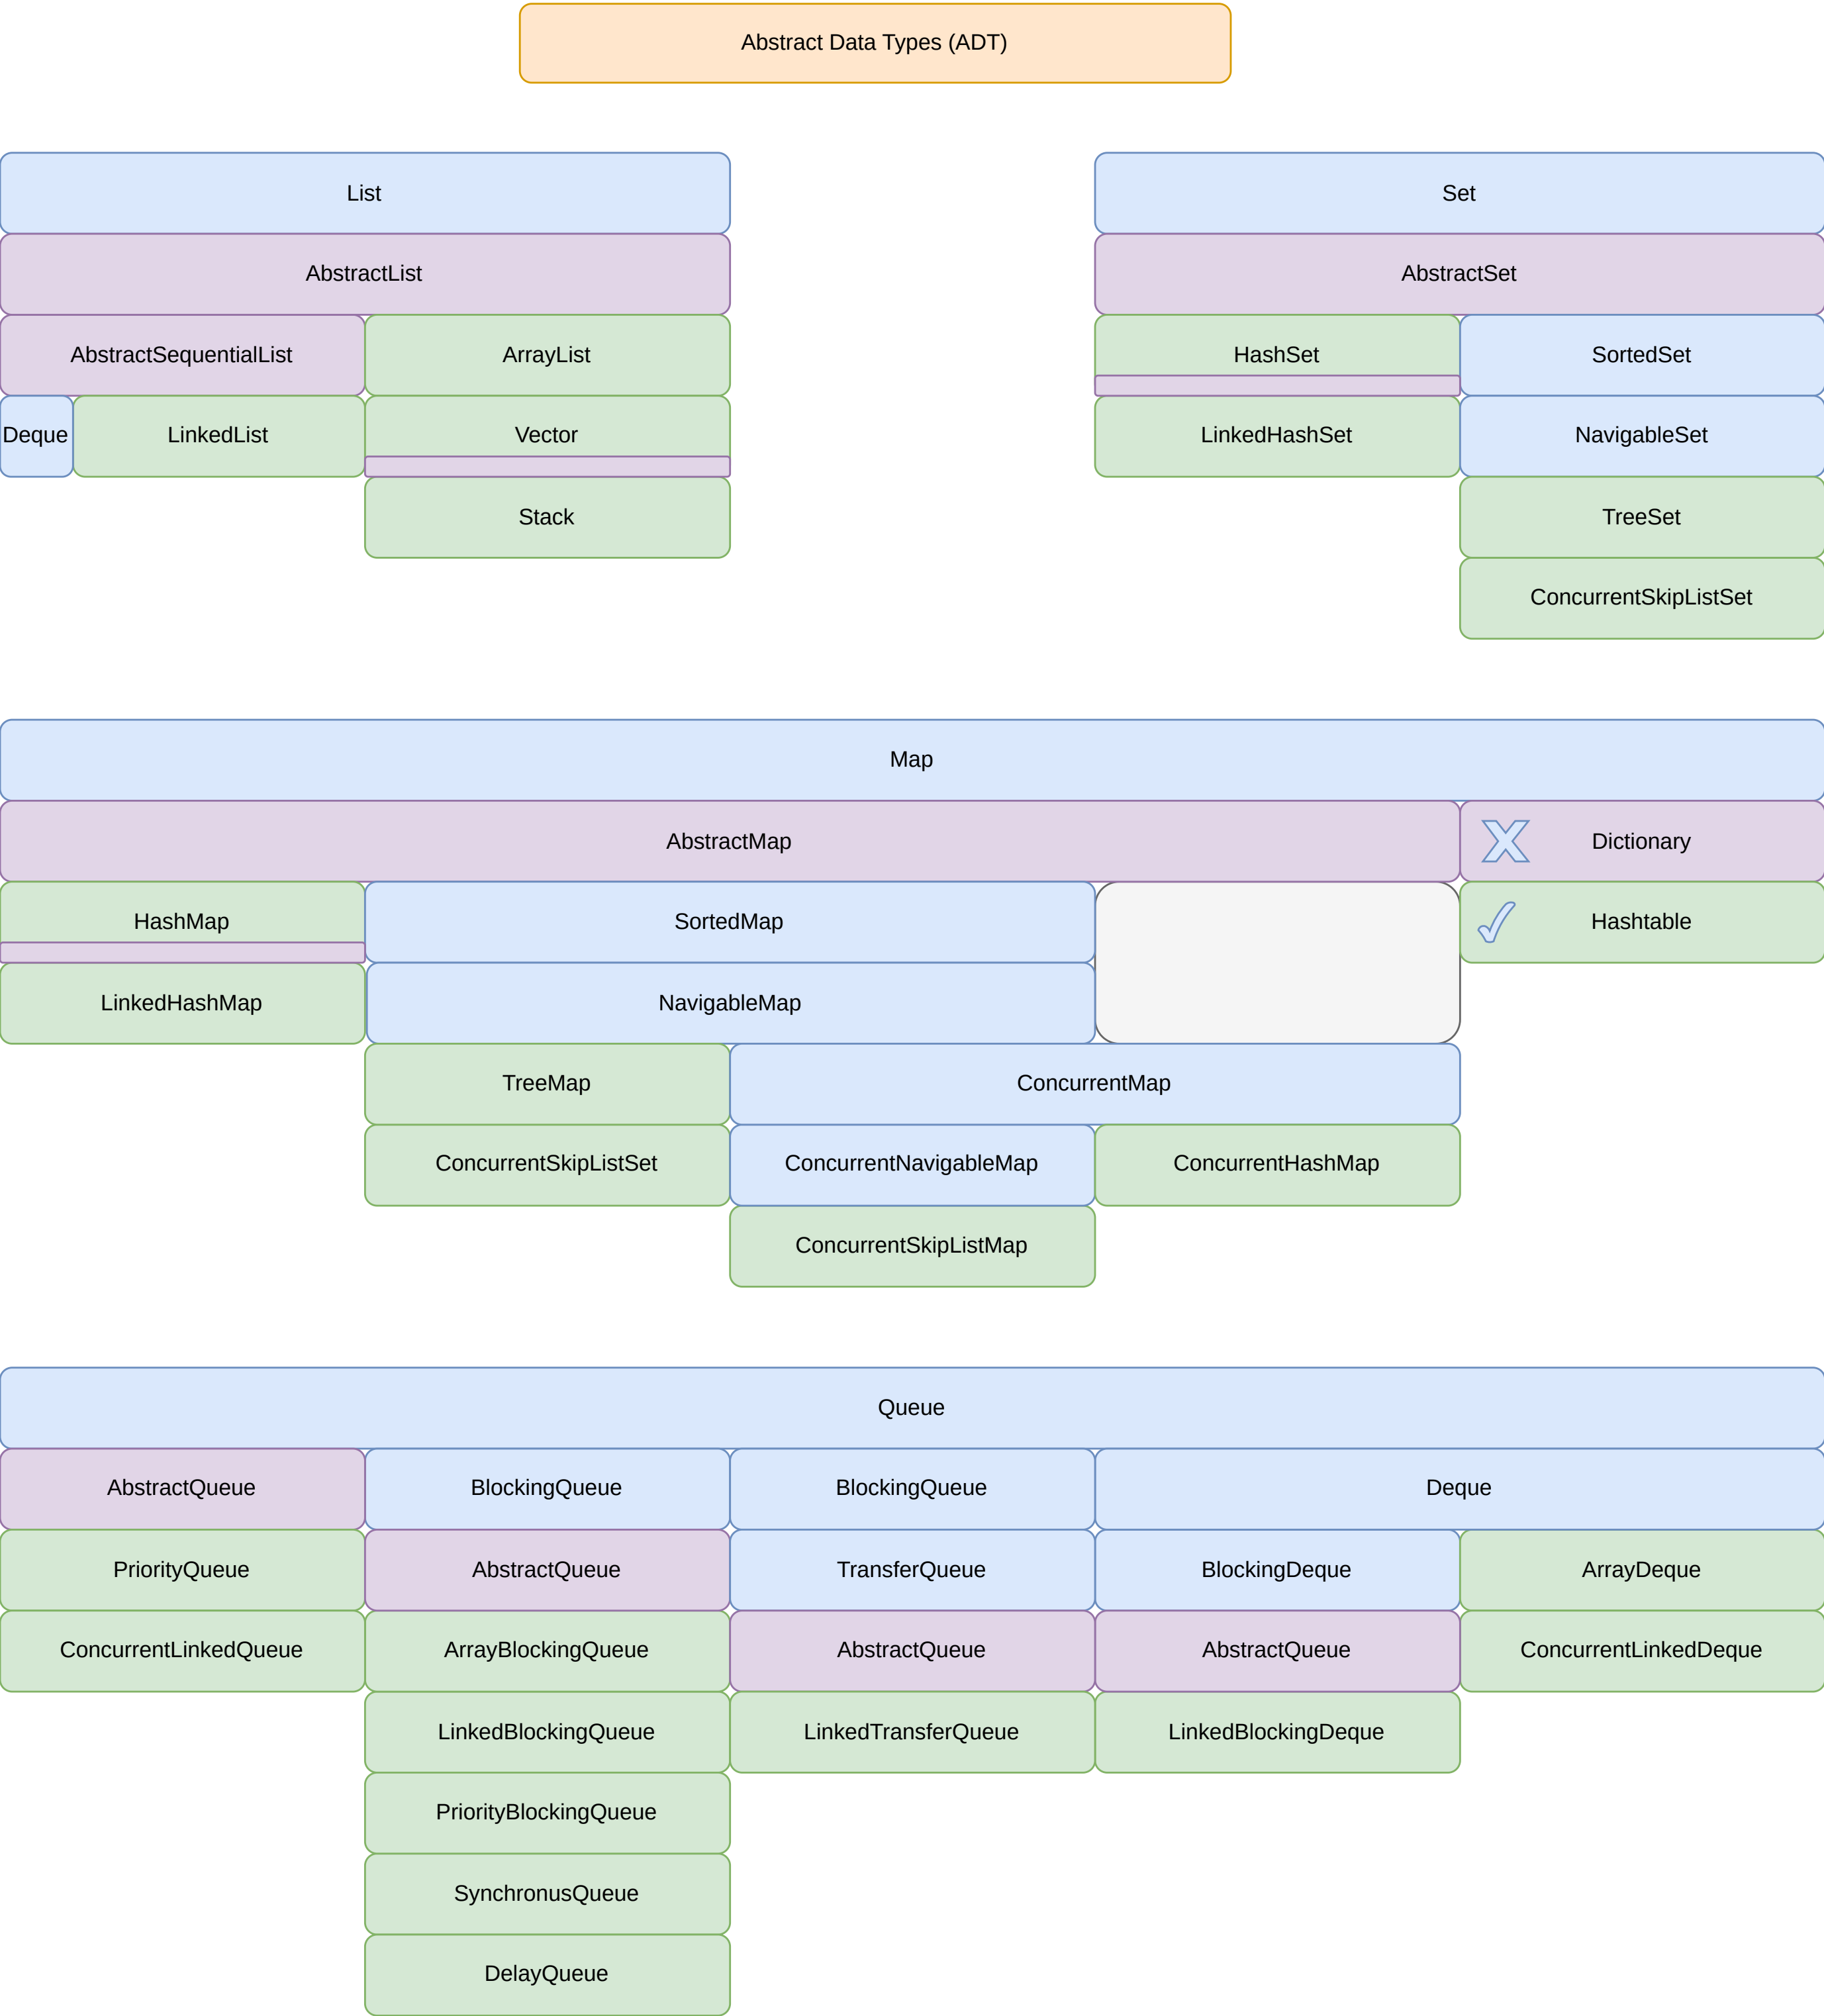 Abstract Data Types (ADT)
List
AbstractList
AbstractSequentialList
ArrayList
Deque
LinkedList
Vector
Stack
Set
AbstractSet
HashSet
SortedSet
LinkedHashSet
NavigableSet
TreeSet
ConcurrentSkipListSet
Map
AbstractMap
Dictionary
HashMap
SortedMap
Hashtable
LinkedHashMap
NavigableMap
TreeMap
ConcurrentMap
ConcurrentSkipListSet
ConcurrentNavigableMap
ConcurrentHashMap
ConcurrentSkipListMap
Queue
AbstractQueue
BlockingQueue
BlockingQueue
Deque
PriorityQueue
AbstractQueue
TransferQueue
BlockingDeque
ArrayDeque
ConcurrentLinkedQueue
ArrayBlockingQueue
AbstractQueue
AbstractQueue
ConcurrentLinkedDeque
LinkedBlockingQueue
LinkedTransferQueue
LinkedBlockingDeque
PriorityBlockingQueue
SynchronusQueue
DelayQueue